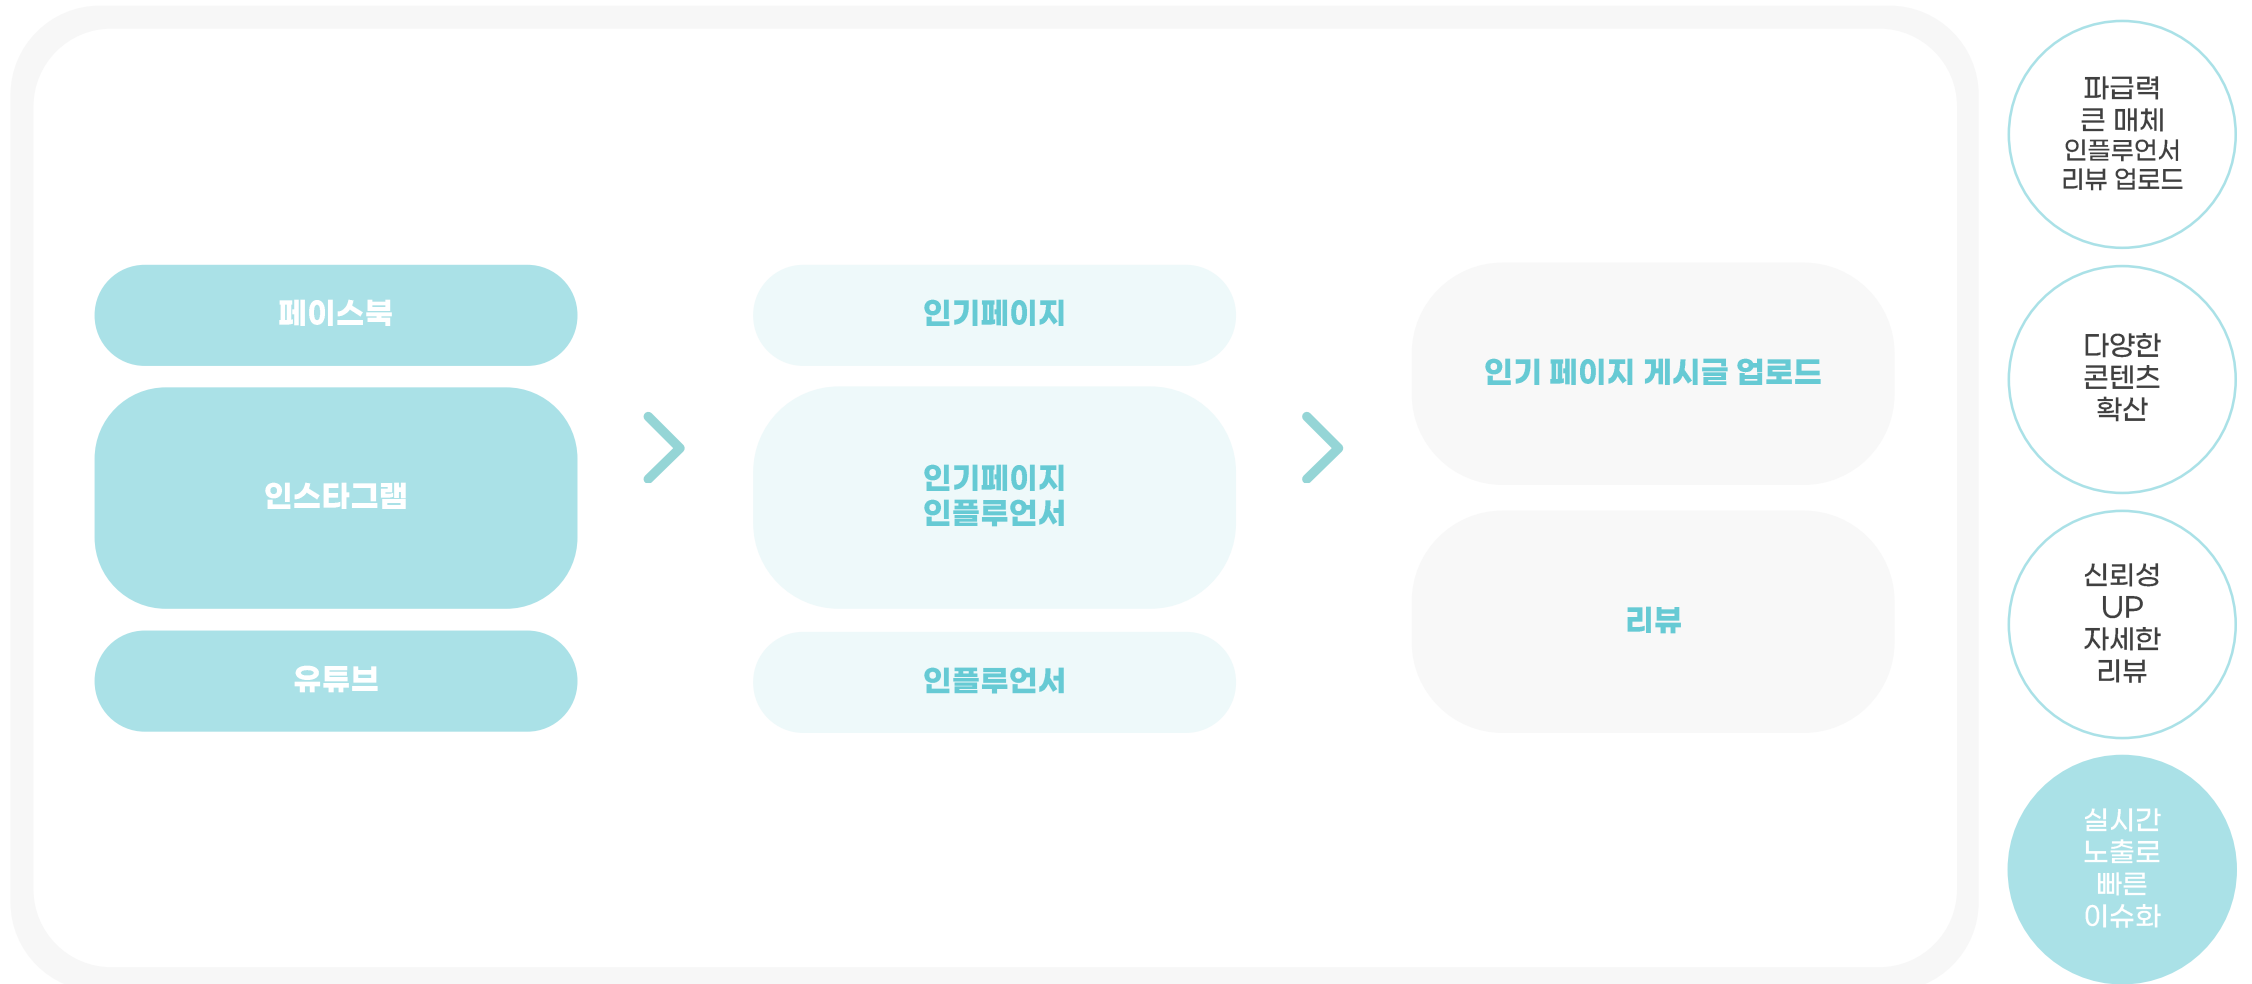 페이스북
인스타그램
유튜브
인기페이지
인기페이지
인플루언서
인플루언서
인기 페이지 게시글 업로드
리뷰
파급력
큰 매체
인플루언서
리뷰 업로드
다양한
콘텐츠
확산
신뢰성
UP
자세한
리뷰
실시간
노출로
빠른
이슈화